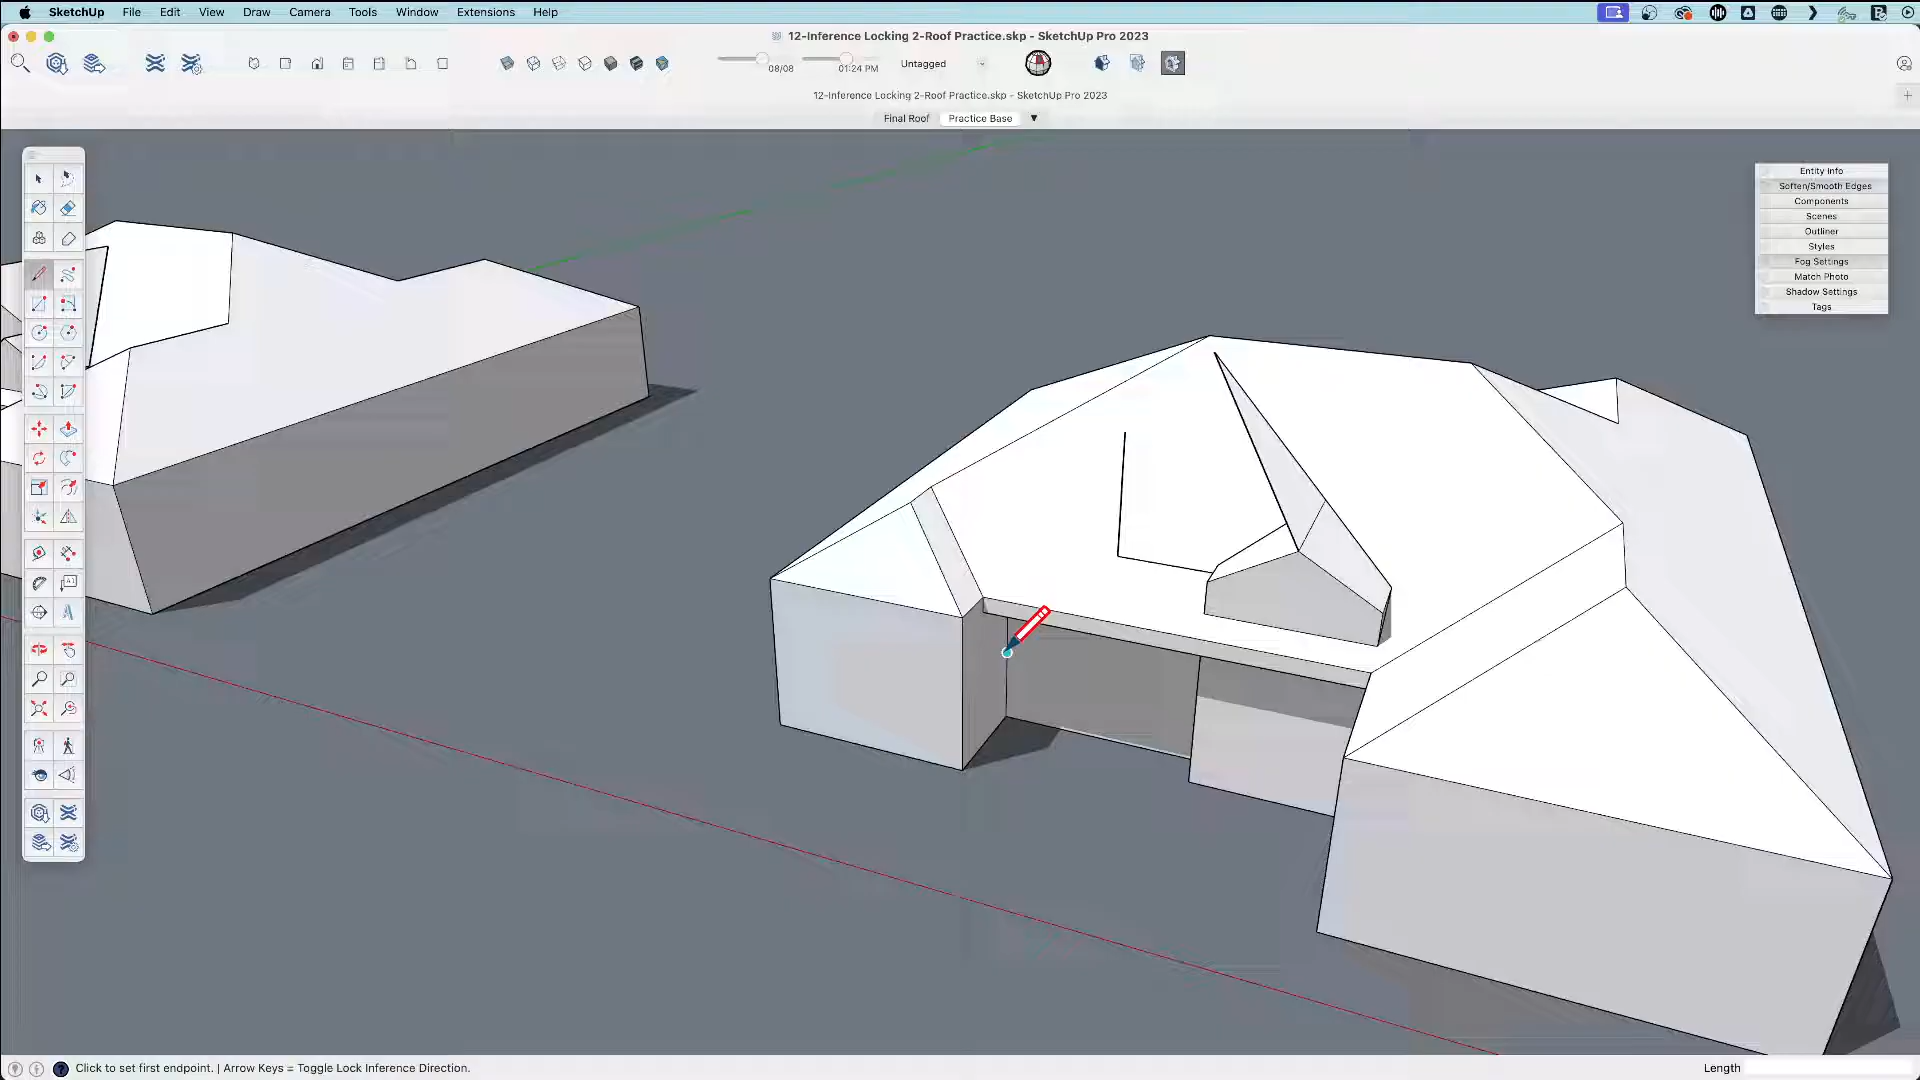 SketchUp File Edit View Draw Camera Tools Window Extensions Help
12-Inference Locking 2-Roof Practice.skp - SketchUp Pro 2023
08/08 01:24 PM Untagged
12-Inference Locking 2-Roof Practice.skp - SketchUp Pro 2023
Final Roof Practice Base
Entity Info
Soften/Smooth Edges
Components
Scenes
Outliner
Styles
Fog Settings
Match Photo
Shadow Settings
Tags
Click to set first endpoint. | Arrow Keys = Toggle Lock Inference Direction. Length